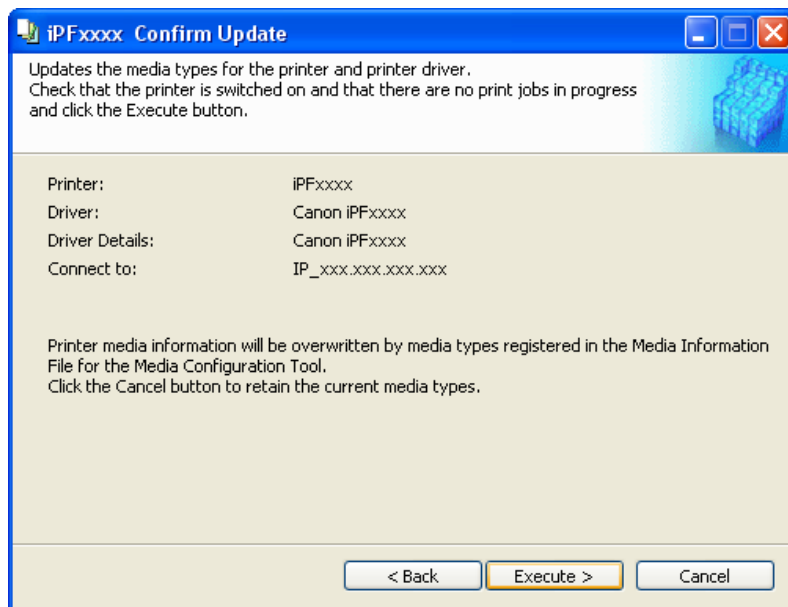 iPFxxxx Confirm Update
Updates the media types for the printer and printer driver.
Check that the printer is switched on and that there are no print jobs in progress
and click the Execute button.
Printer: iPFxxxx
Driver: Canon iPFxxxx
Driver Details: Canon iPFxxxx
Connect to: IP_xxx.xxx.xxx.xxx
Printer media information will be overwritten by media types registered in the Media Information
File for the Media Configuration Tool.
Click the Cancel button to retain the current media types.
< Back Execute > Cancel